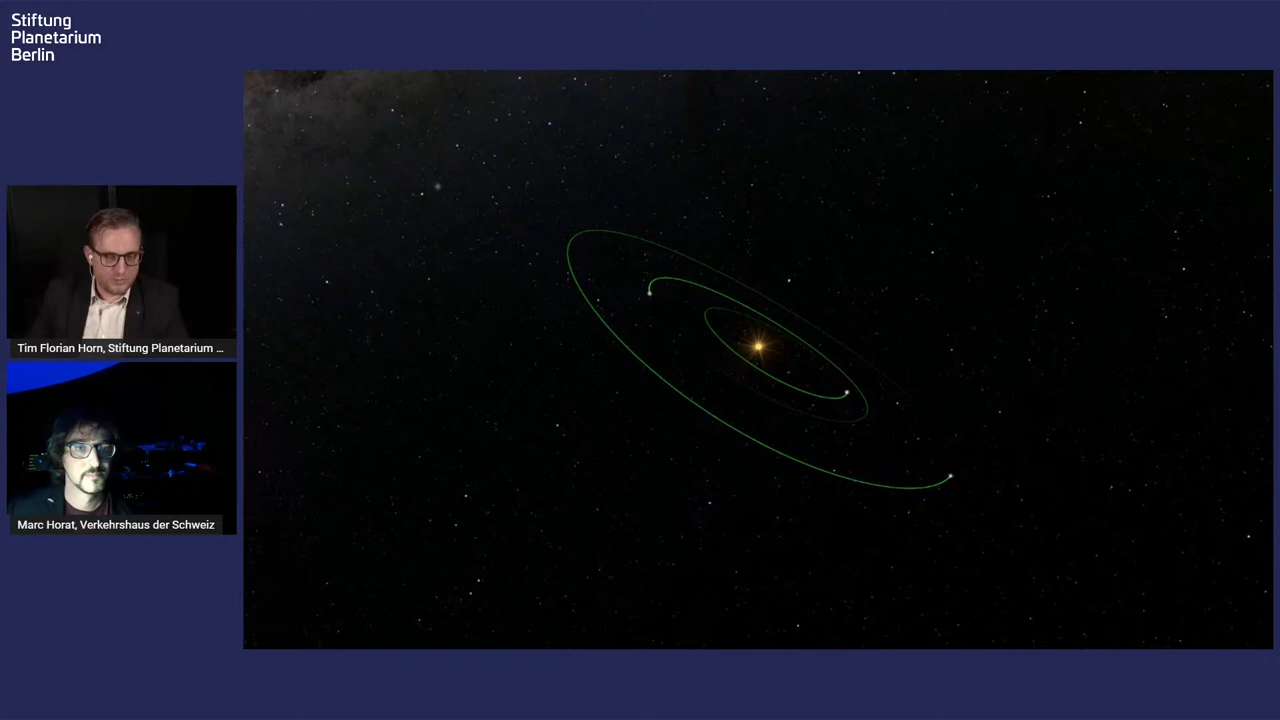 Stiftung
Planetarium
Berlin
Tim Florian Horn, Stiftung Planetarium ...
Marc Horat, Verkehrshaus der Schweiz